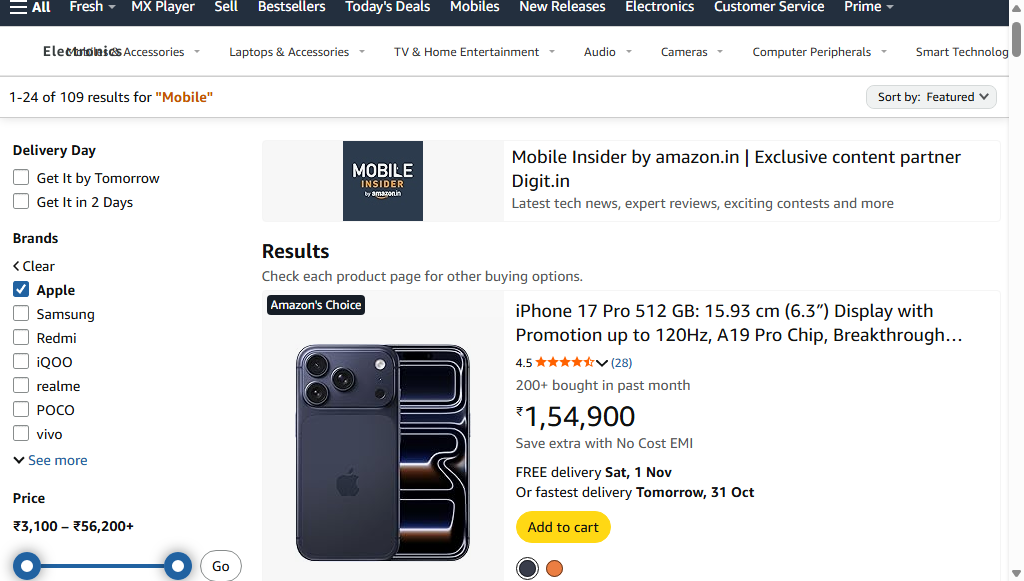 All Fresh MX Player Sell Bestsellers Today's Deals Mobiles New Releases Electronics Customer Service Prime
Electronics Mobiles & Accessories Laptops & Accessories TV & Home Entertainment Audio Cameras Computer Peripherals Smart Technolog
1-24 of 109 results for "Mobile"
Sort by: Featured
Delivery Day
Get It by Tomorrow
Get It in 2 Days
Brands
Clear
Apple
Samsung
Redmi
iQOO
realme
POCO
vivo
See more
Price
₹3,100 – ₹56,200+
Go
MOBILE
INSIDER
by amazon.in
Mobile Insider by amazon.in | Exclusive content partner
Digit.in
Latest tech news, expert reviews, exciting contests and more
Results
Check each product page for other buying options.
Amazon's Choice
iPhone 17 Pro 512 GB: 15.93 cm (6.3″) Display with
Promotion up to 120Hz, A19 Pro Chip, Breakthrough…
4.5 (28)
200+ bought in past month
₹1,54,900
Save extra with No Cost EMI
FREE delivery Sat, 1 Nov
Or fastest delivery Tomorrow, 31 Oct
Add to cart